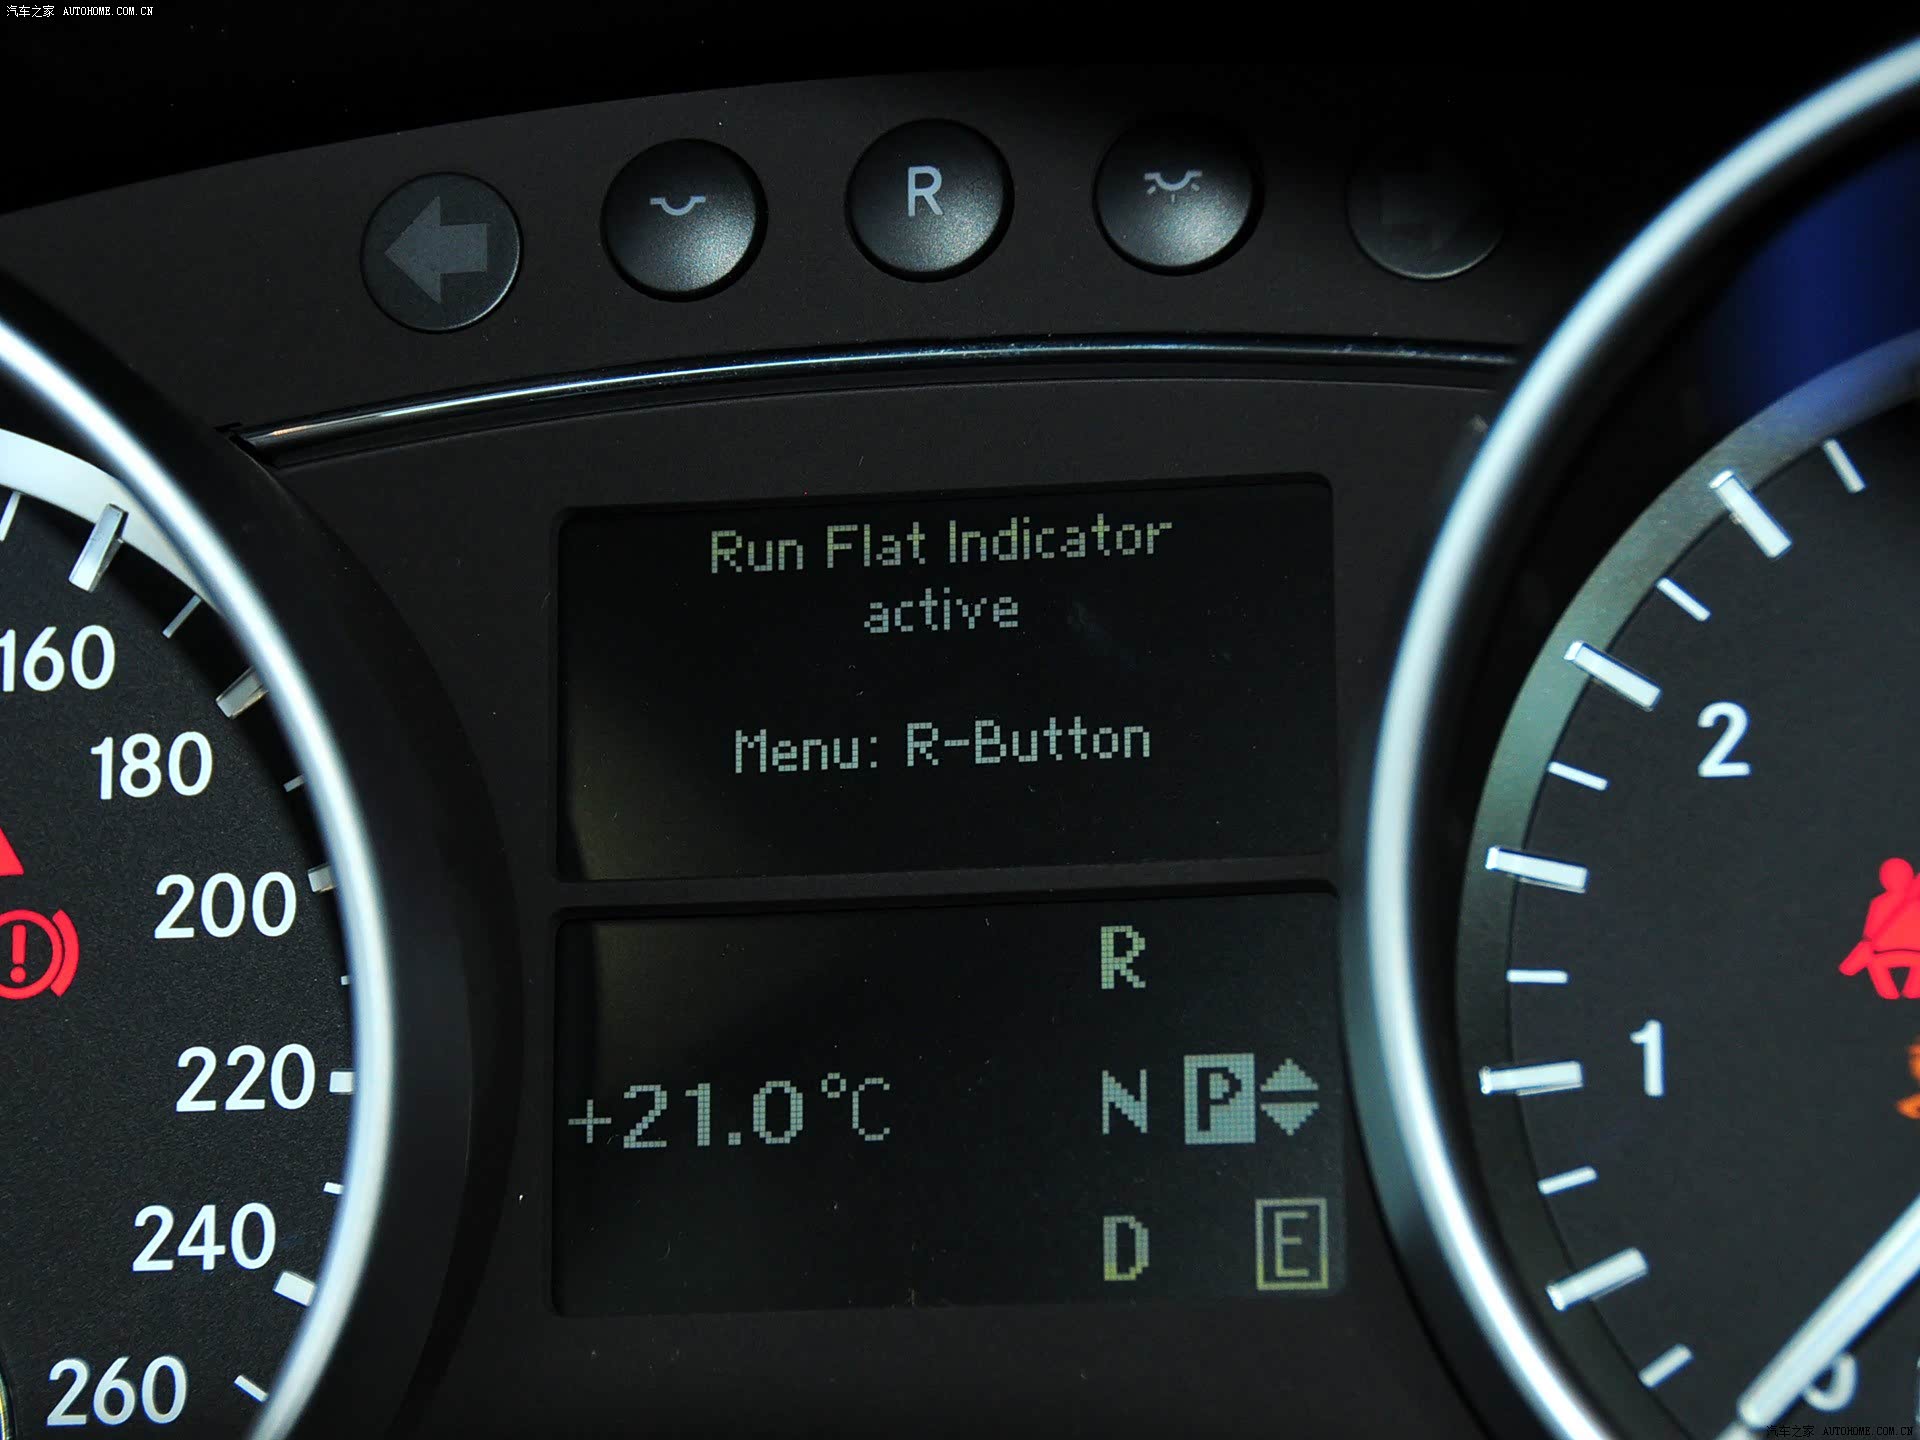 汽车之家 AUTOHOME.COM.CN
R
Run Flat Indicator
active
Menu: R-Button
160
180
200
220
240
260
R
+21.0°C N P
D E
2
1
0
!
汽车之家 AUTOHOME.COM.CN